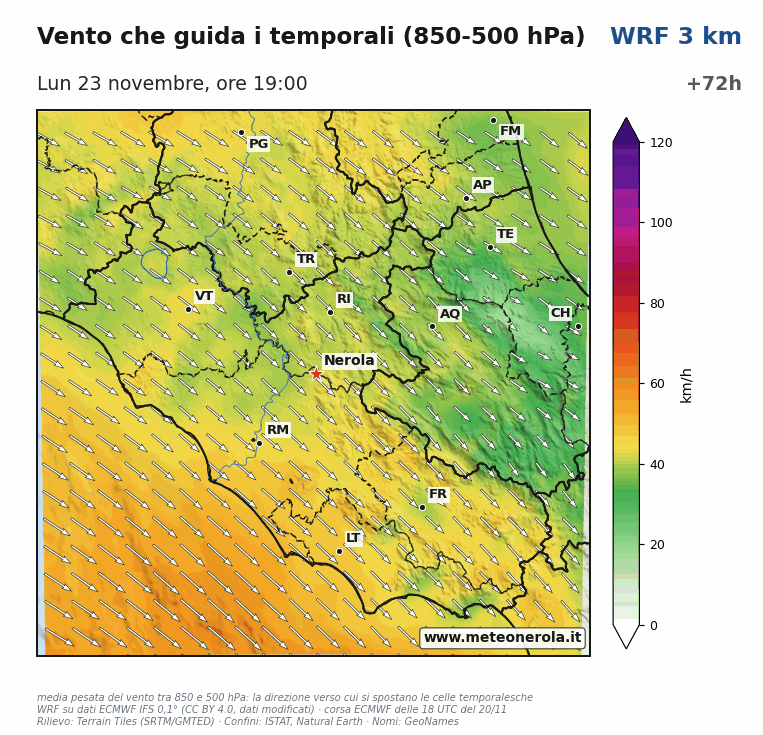 Vento che guida i temporali (850-500 hPa) WRF 3 km
Lun 23 novembre, ore 19:00 +72h
FM
PG
AP
TE
TR
VT
RI
AQ
CH
Nerola
RM
FR
LT
www.meteonerola.it
120
100
80
60
40
20
0
km/h
media pesata del vento tra 850 e 500 hPa: la direzione verso cui si spostano le celle temporalesche
WRF su dati ECMWF IFS 0,1° (CC BY 4.0, dati modificati) · corsa ECMWF delle 18 UTC del 20/11
Rilievo: Terrain Tiles (SRTM/GMTED) · Confini: ISTAT, Natural Earth · Nomi: GeoNames